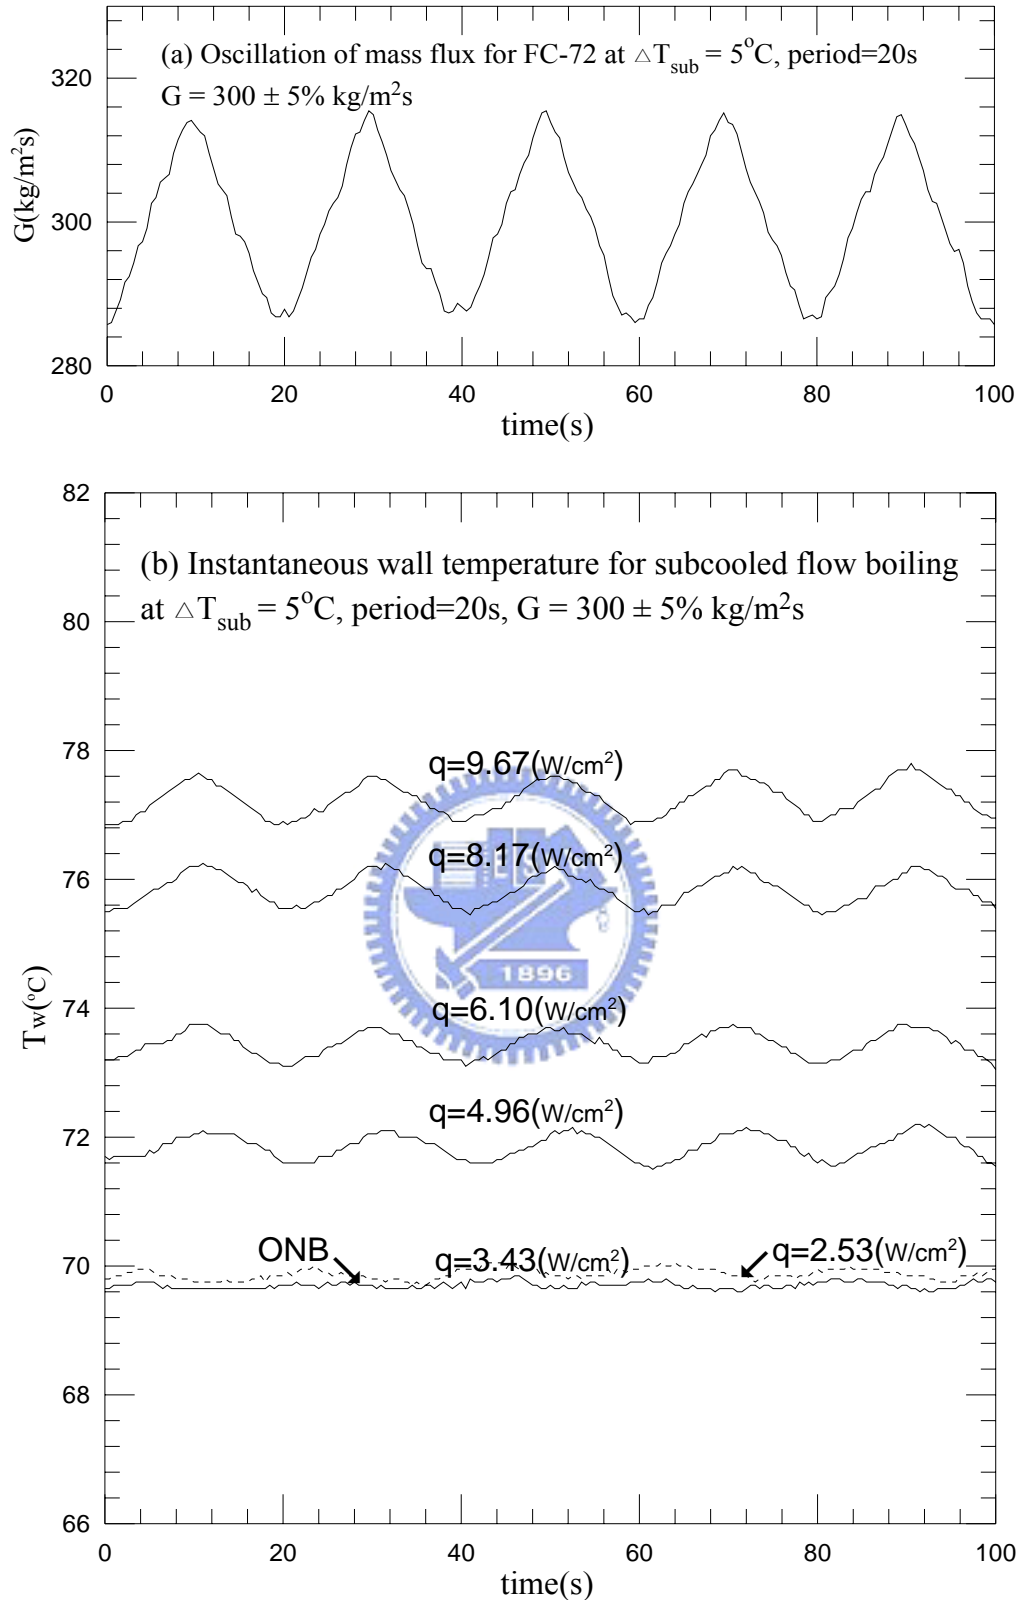 (a) Oscillation of mass flux for FC-72 at △T_sub = 5°C, period=20s
G = 300 ± 5% kg/m²s
320
300
280
G(kg/m²s)
0 20 40 60 80 100
time(s)
82
80
78
76
74
72
70
68
66
T_w(°C)
(b) Instantaneous wall temperature for subcooled flow boiling
at △T_sub = 5°C, period=20s, G = 300 ± 5% kg/m²s
q=9.67(W/cm²)
q=8.17(W/cm²)
1896
q=6.10(W/cm²)
q=4.96(W/cm²)
ONB
q=3.43(W/cm²)
q=2.53(W/cm²)
0 20 40 60 80 100
time(s)